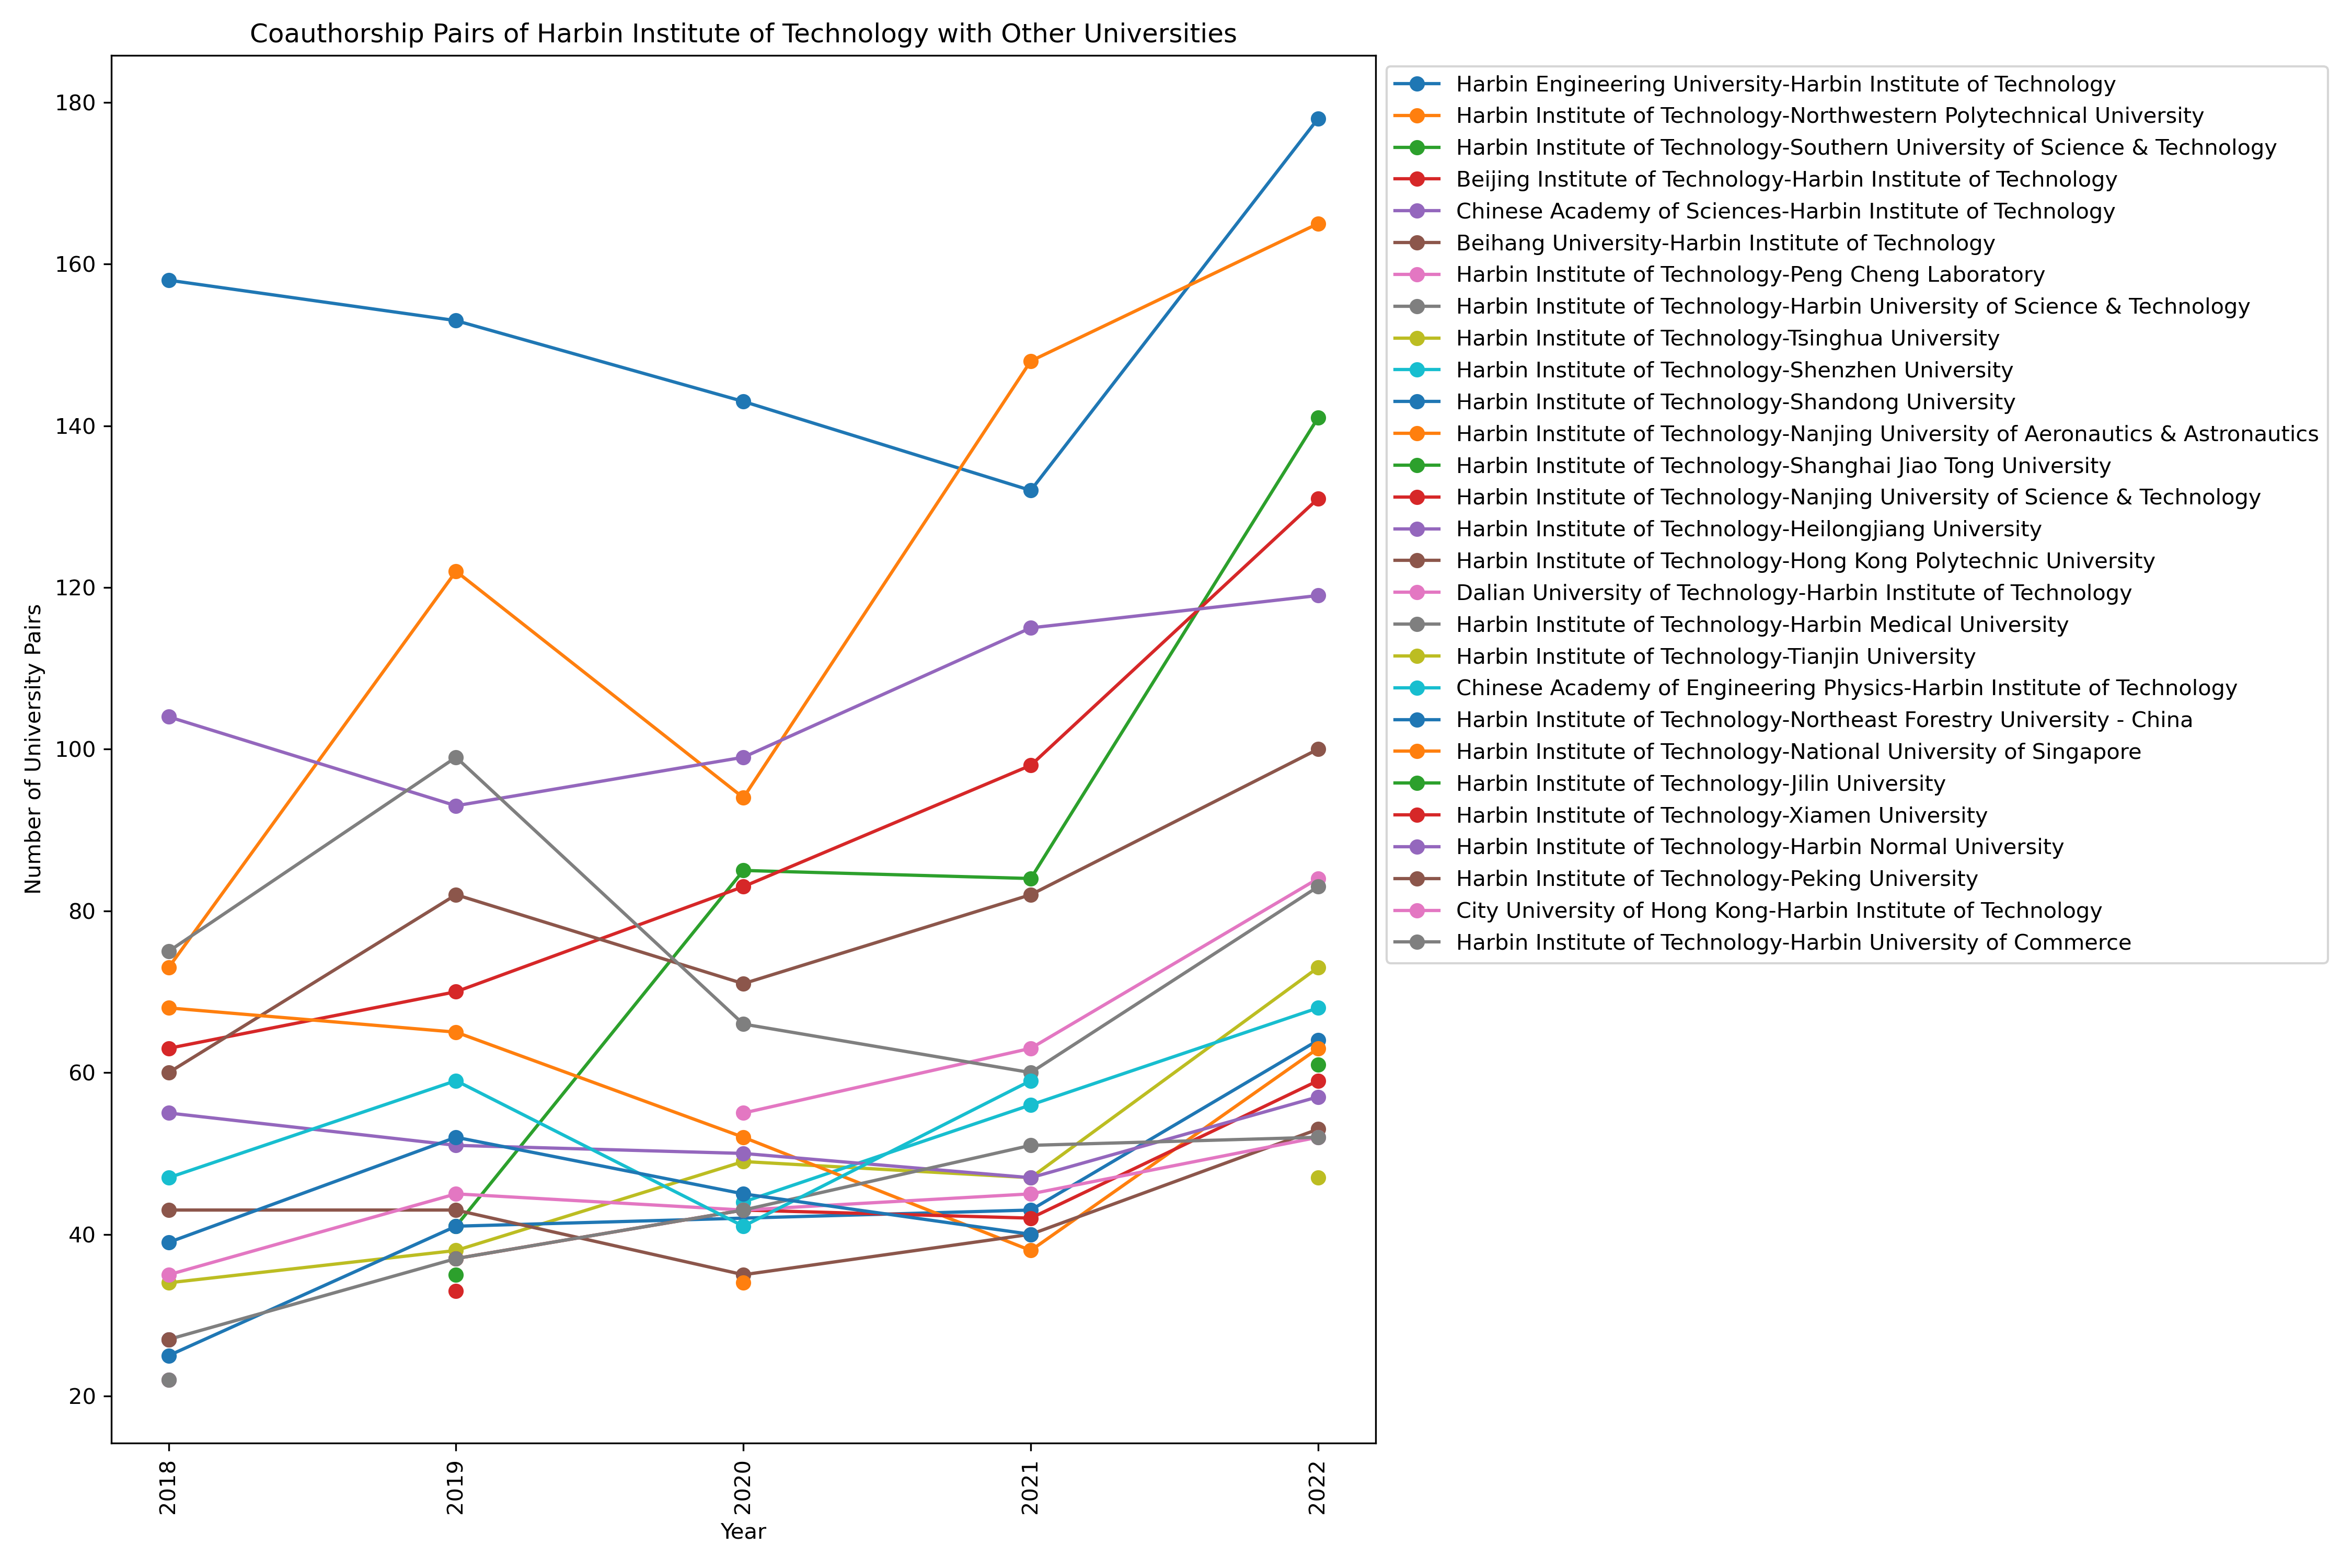 Coauthorship Pairs of Harbin Institute of Technology with Other Universities
Number of University Pairs
180
160
140
120
100
80
60
40
20
2018
2019
2020
2021
2022
Year
Harbin Engineering University-Harbin Institute of Technology
Harbin Institute of Technology-Northwestern Polytechnical University
Harbin Institute of Technology-Southern University of Science & Technology
Beijing Institute of Technology-Harbin Institute of Technology
Chinese Academy of Sciences-Harbin Institute of Technology
Beihang University-Harbin Institute of Technology
Harbin Institute of Technology-Peng Cheng Laboratory
Harbin Institute of Technology-Harbin University of Science & Technology
Harbin Institute of Technology-Tsinghua University
Harbin Institute of Technology-Shenzhen University
Harbin Institute of Technology-Shandong University
Harbin Institute of Technology-Nanjing University of Aeronautics & Astronautics
Harbin Institute of Technology-Shanghai Jiao Tong University
Harbin Institute of Technology-Nanjing University of Science & Technology
Harbin Institute of Technology-Heilongjiang University
Harbin Institute of Technology-Hong Kong Polytechnic University
Dalian University of Technology-Harbin Institute of Technology
Harbin Institute of Technology-Harbin Medical University
Harbin Institute of Technology-Tianjin University
Chinese Academy of Engineering Physics-Harbin Institute of Technology
Harbin Institute of Technology-Northeast Forestry University - China
Harbin Institute of Technology-National University of Singapore
Harbin Institute of Technology-Jilin University
Harbin Institute of Technology-Xiamen University
Harbin Institute of Technology-Harbin Normal University
Harbin Institute of Technology-Peking University
City University of Hong Kong-Harbin Institute of Technology
Harbin Institute of Technology-Harbin University of Commerce